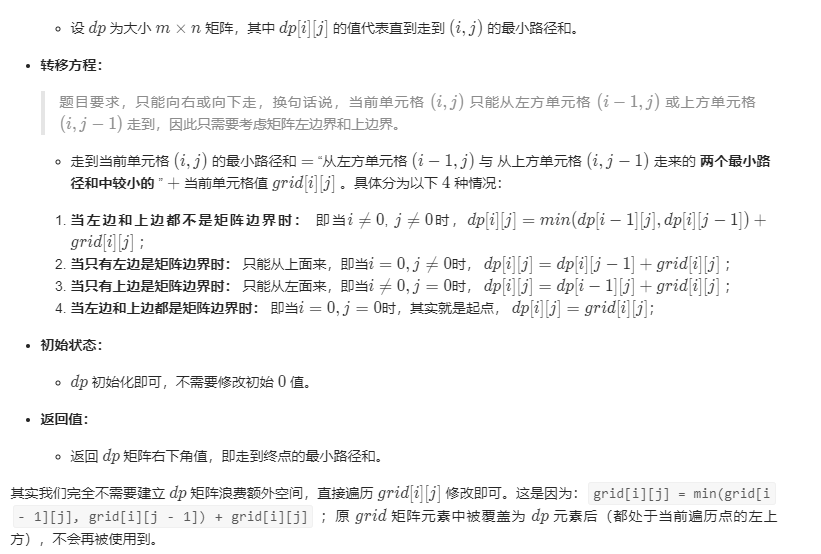 设 dp 为大小 m × n 矩阵，其中 dp[i][j] 的值代表直到走到 (i, j) 的最小路径和。
转移方程：
题目要求，只能向右或向下走，换句话说，当前单元格 (i, j) 只能从左方单元格 (i − 1, j) 或上方单元格
(i, j − 1) 走到，因此只需要考虑矩阵左边界和上边界。
走到当前单元格 (i, j) 的最小路径和 = “从左方单元格 (i − 1, j) 与 从上方单元格 (i, j − 1) 走来的 两个最小路
径和中较小的 ” + 当前单元格值 grid[i][j] 。具体分为以下 4 种情况：
1. 当左边和上边都不是矩阵边界时： 即当i ≠ 0, j ≠ 0时， dp[i][j] = min(dp[i − 1][j], dp[i][j − 1]) +
grid[i][j] ；
2. 当只有左边是矩阵边界时： 只能从上面来，即当i = 0, j ≠ 0时， dp[i][j] = dp[i][j − 1] + grid[i][j] ；
3. 当只有上边是矩阵边界时： 只能从左面来，即当i ≠ 0, j = 0时， dp[i][j] = dp[i − 1][j] + grid[i][j] ；
4. 当左边和上边都是矩阵边界时： 即当i = 0, j = 0时，其实就是起点， dp[i][j] = grid[i][j]；
初始状态：
dp 初始化即可，不需要修改初始 0 值。
返回值：
返回 dp 矩阵右下角值，即走到终点的最小路径和。
其实我们完全不需要建立 dp 矩阵浪费额外空间，直接遍历 grid[i][j] 修改即可。这是因为： grid[i][j] = min(grid[i
- 1][j], grid[i][j - 1]) + grid[i][j] ；原 grid 矩阵元素中被覆盖为 dp 元素后（都处于当前遍历点的左上
方），不会再被使用到。